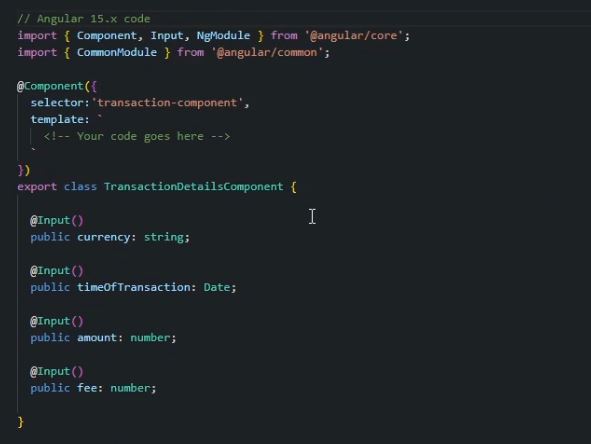 // Angular 15.x code
import { Component, Input, NgModule } from '@angular/core';
import { CommonModule } from '@angular/common';
@Component({
selector:'transaction-component',
template: `
<!-- Your code goes here -->
`
})
export class TransactionDetailsComponent {
@Input()
public currency: string;
@Input()
public timeOfTransaction: Date;
@Input()
public amount: number;
@Input()
public fee: number;
}